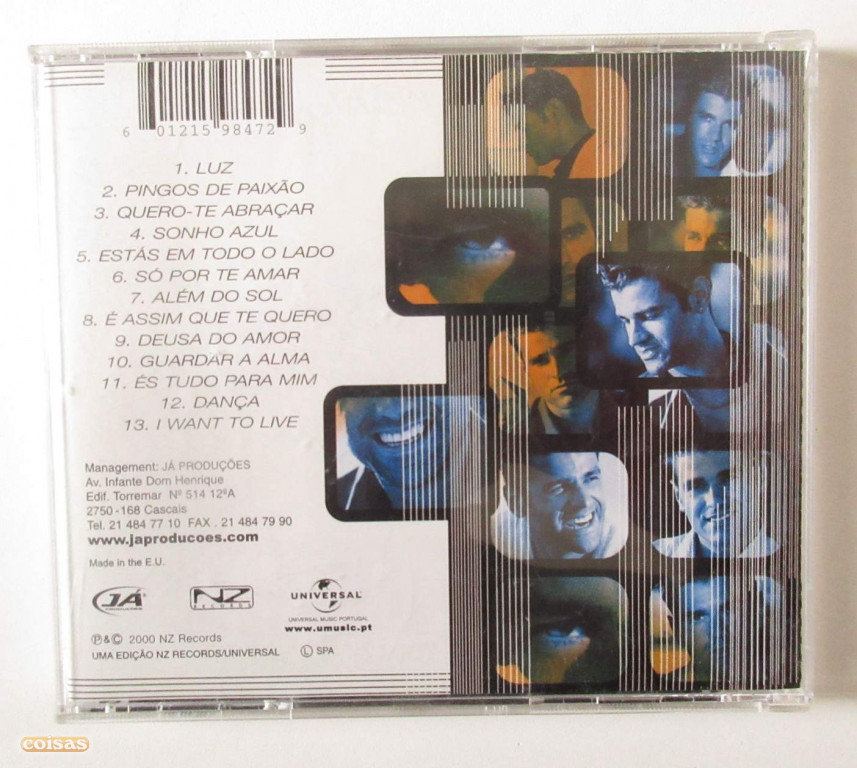 6 01215 98472 9
1. LUZ
2. PINGOS DE PAIXÃO
3. QUERO-TE ABRAÇAR
4. SONHO AZUL
5. ESTÁS EM TODO O LADO
6. SÓ POR TE AMAR
7. ALÉM DO SOL
8. É ASSIM QUE TE QUERO
9. DEUSA DO AMOR
10. GUARDAR A ALMA
11. ÉS TUDO PARA MIM
12. DANÇA
13. I WANT TO LIVE
Management: JÁ PRODUÇÕES
Av. Infante Dom Henrique
Edif. Torremar Nº 514 12ºA
2750 -168 Cascais
Tel. 21 484 77 10 FAX . 21 484 79 90
www.japroducoes.com
Made in the E.U.
JÁ PRODUÇÕES
NZ RECORDS
UNIVERSAL
UNIVERSAL MUSIC PORTUGAL
www.umusic.pt
℗&© 2000 NZ Records
UMA EDIÇÃO NZ RECORDS/UNIVERSAL Ⓛ SPA
coisas